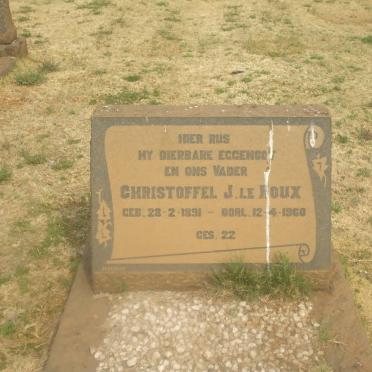 HIER RUS
MY DIERBARE EGGENOOT
EN ONS VADER
CHRISTOFFEL J. LE ROUX
GEB. 28-2-1891 - OORL. 12-4-1960
GES. 22